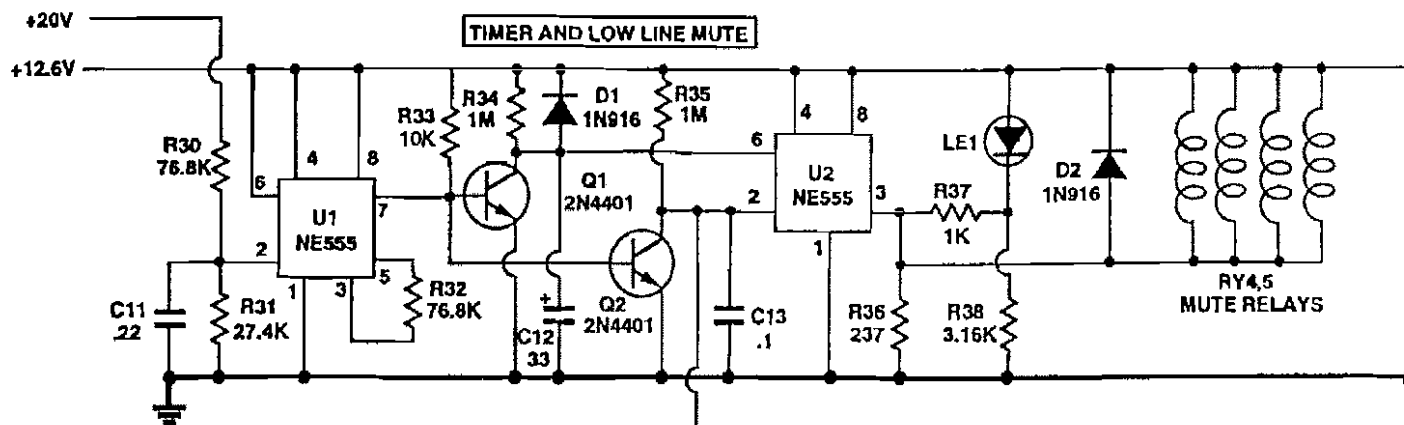 +20V
TIMER AND LOW LINE MUTE
+12.6V
R30
76.8K
R33
10K
R34
1M
D1
1N916
R35
1M
4
8
6
U1
NE555
7
2
1
3
5
R32
76.8K
C11
.22
R31
27.4K
Q1
2N4401
Q2
2N4401
+
C12
33
C13
.1
4
8
6
U2
NE555
2
3
1
R37
1K
LE1
D2
1N916
R36
237
R38
3.16K
RY4,5
MUTE RELAYS